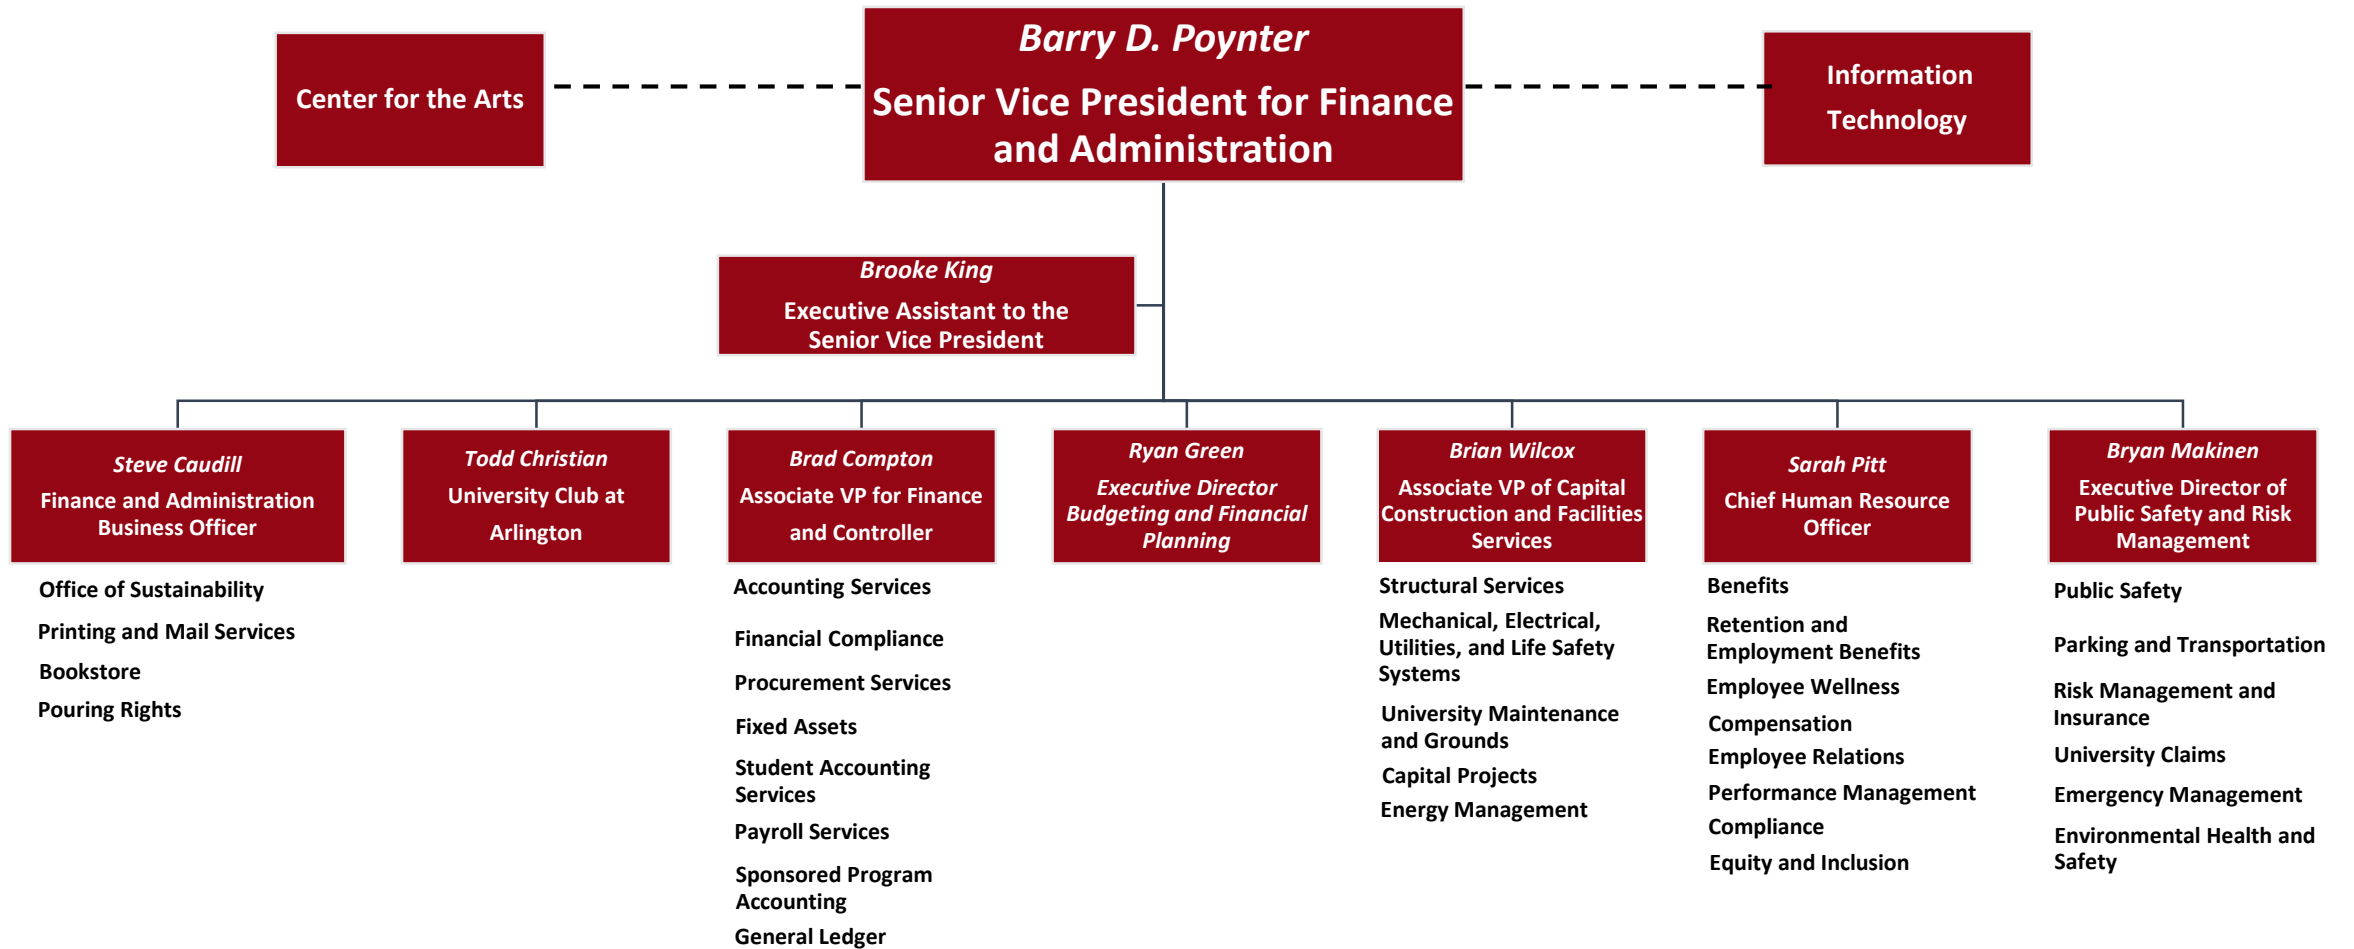 Center for the Arts
Barry D. Poynter
Senior Vice President for Finance
and Administration
Information
Technology
Brooke King
Executive Assistant to the
Senior Vice President
Steve Caudill
Finance and Administration
Business Officer
Office of Sustainability
Printing and Mail Services
Bookstore
Pouring Rights
Todd Christian
University Club at
Arlington
Brad Compton
Associate VP for Finance
and Controller
Accounting Services
Financial Compliance
Procurement Services
Fixed Assets
Student Accounting
Services
Payroll Services
Sponsored Program
Accounting
General Ledger
Ryan Green
Executive Director
Budgeting and Financial
Planning
Brian Wilcox
Associate VP of Capital
Construction and Facilities
Services
Structural Services
Mechanical, Electrical,
Utilities, and Life Safety
Systems
University Maintenance
and Grounds
Capital Projects
Energy Management
Sarah Pitt
Chief Human Resource
Officer
Benefits
Retention and
Employment Benefits
Employee Wellness
Compensation
Employee Relations
Performance Management
Compliance
Equity and Inclusion
Bryan Makinen
Executive Director of
Public Safety and Risk
Management
Public Safety
Parking and Transportation
Risk Management and
Insurance
University Claims
Emergency Management
Environmental Health and
Safety